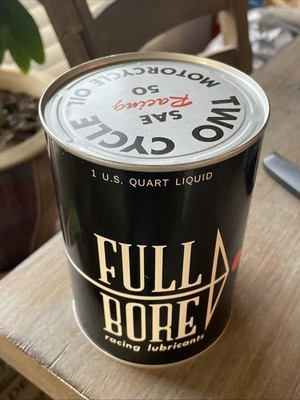 TWO CYCLE
MOTORCYCLE OIL
SAE
50
Racing
1 U.S. QUART LIQUID
FULL
BORE
racing lubricants